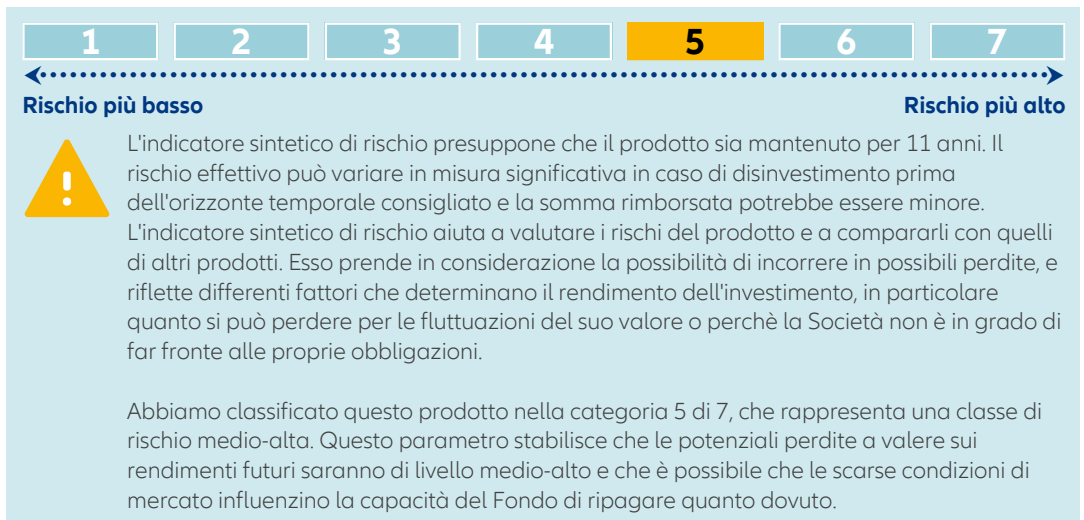 1 2 3 4 5 6 7
Rischio più basso Rischio più alto
L'indicatore sintetico di rischio presuppone che il prodotto sia mantenuto per 11 anni. Il
rischio effettivo può variare in misura significativa in caso di disinvestimento prima
dell'orizzonte temporale consigliato e la somma rimborsata potrebbe essere minore.
L'indicatore sintetico di rischio aiuta a valutare i rischi del prodotto e a compararli con quelli
di altri prodotti. Esso prende in considerazione la possibilità di incorrere in possibili perdite, e
riflette differenti fattori che determinano il rendimento dell'investimento, in particolare
quanto si può perdere per le fluttuazioni del suo valore o perchè la Società non è in grado di
far fronte alle proprie obbligazioni.
Abbiamo classificato questo prodotto nella categoria 5 di 7, che rappresenta una classe di
rischio medio-alta. Questo parametro stabilisce che le potenziali perdite a valere sui
rendimenti futuri saranno di livello medio-alto e che è possibile che le scarse condizioni di
mercato influenzino la capacità del Fondo di ripagare quanto dovuto.